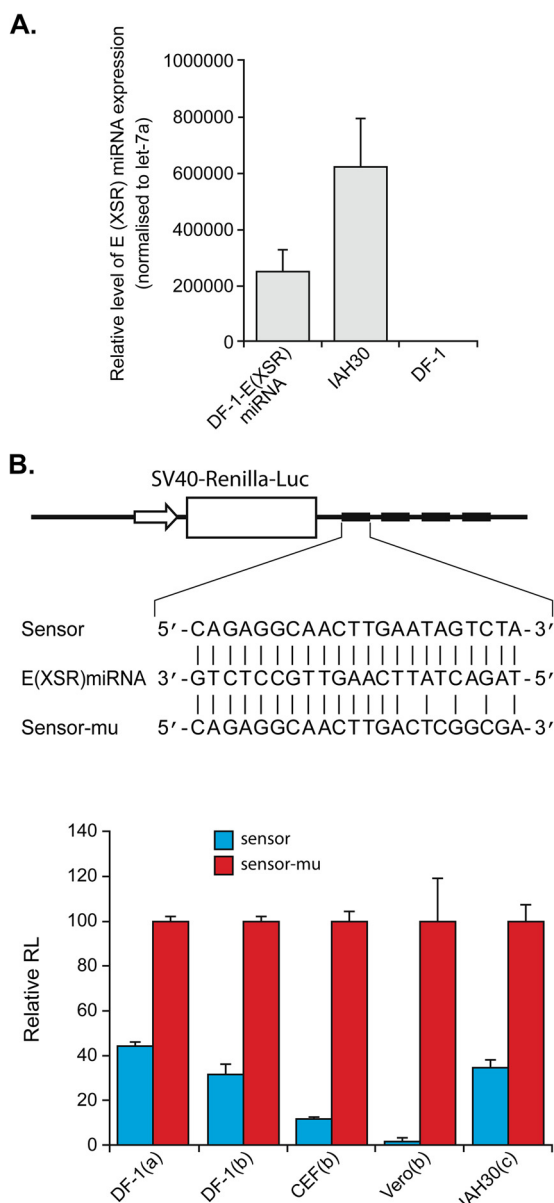 A.
Relative level of E (XSR) miRNA expression
(normalised to let-7a)
1000000
800000
600000
400000
200000
0
DF-1-E(XSR)
miRNA
IAH30
DF-1
B.
SV40-Renilla-Luc
Sensor 5′-CAGAGGCAACTTGAATAGTCTA-3′
E(XSR)miRNA 3′-GTCTCCGTTGAACTTATCAGAT-5′
Sensor-mu 5′-CAGAGGCAACTTGACTCGGCGA-3′
sensor
sensor-mu
Relative RL
140
120
100
80
60
40
20
0
DF-1(a)
DF-1(b)
CEF(b)
Vero(b)
IAH30(c)